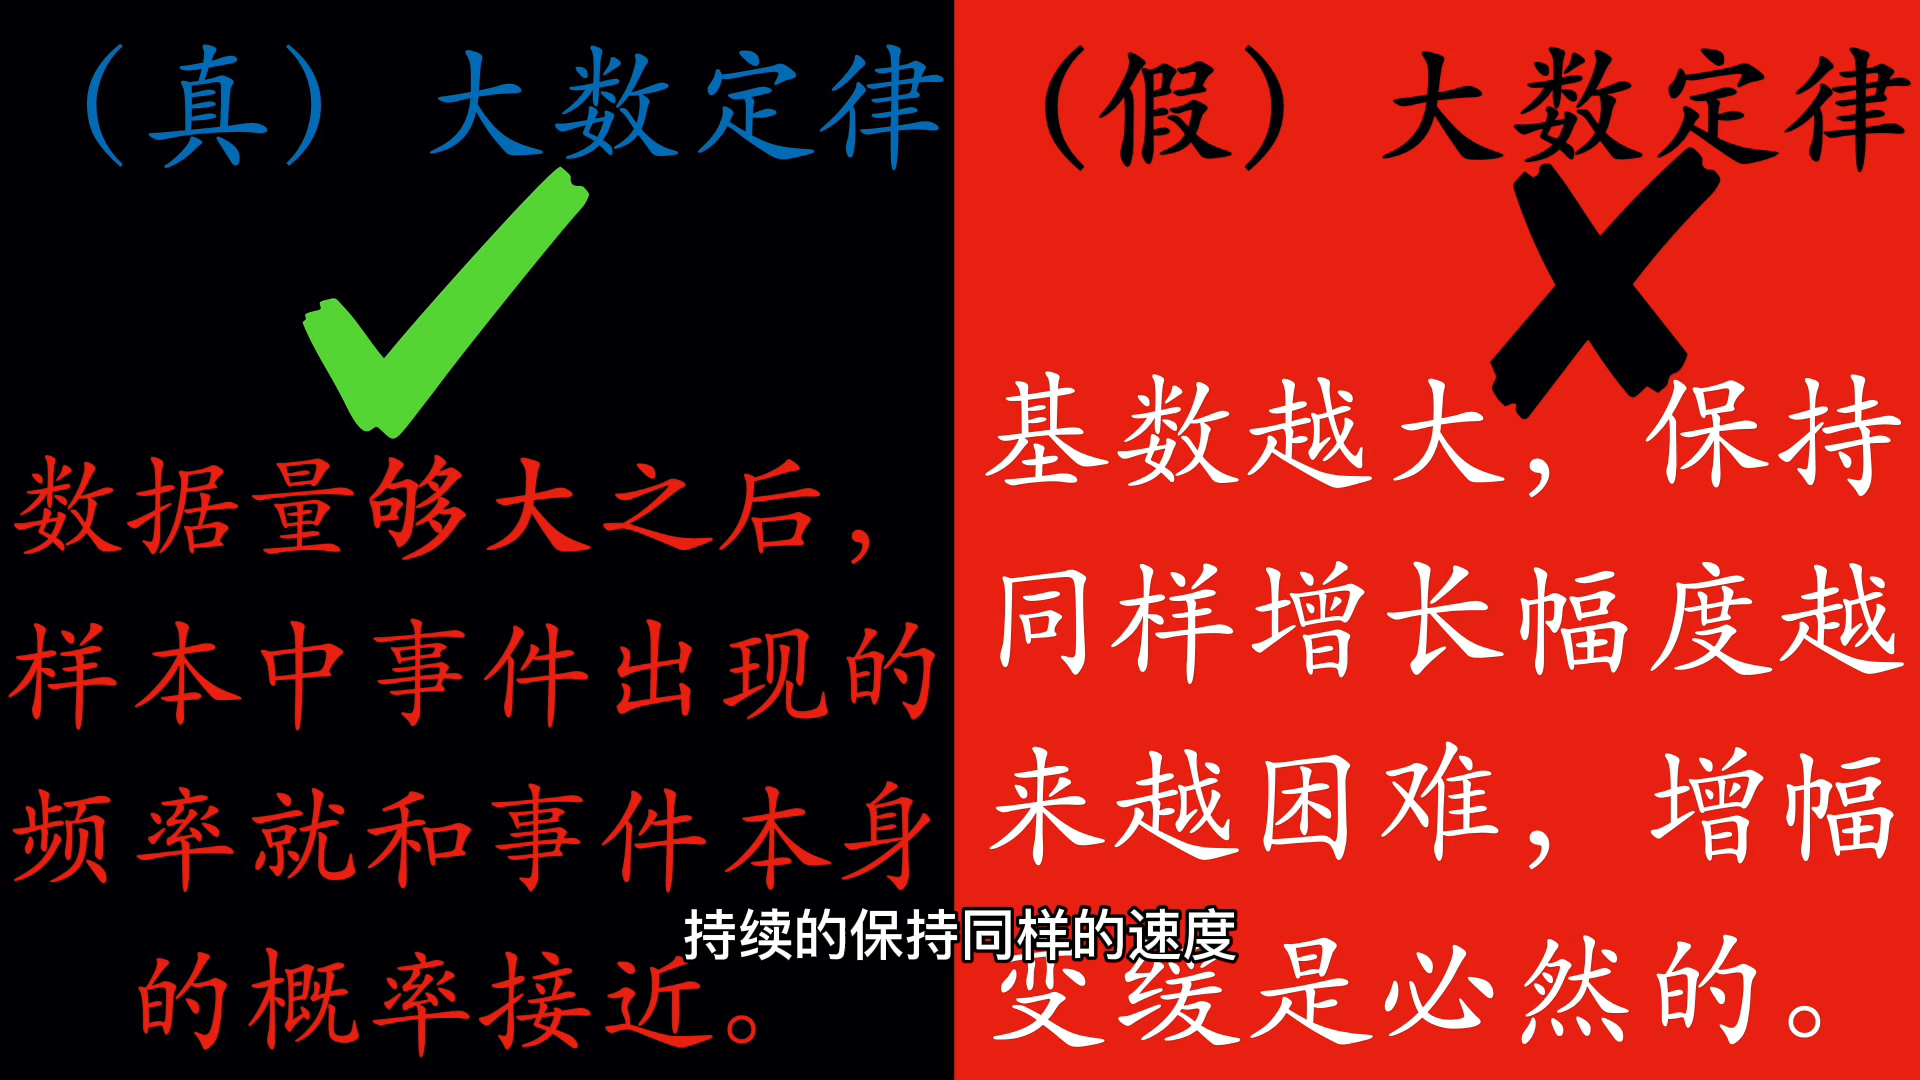 （真）大数定律
数据量够大之后，
样本中事件出现的
频率就和事件本身
的概率接近。
（假）大数定律
基数越大，保持
同样增长幅度越
来越困难，增幅
变缓是必然的。
持续的保持同样的速度